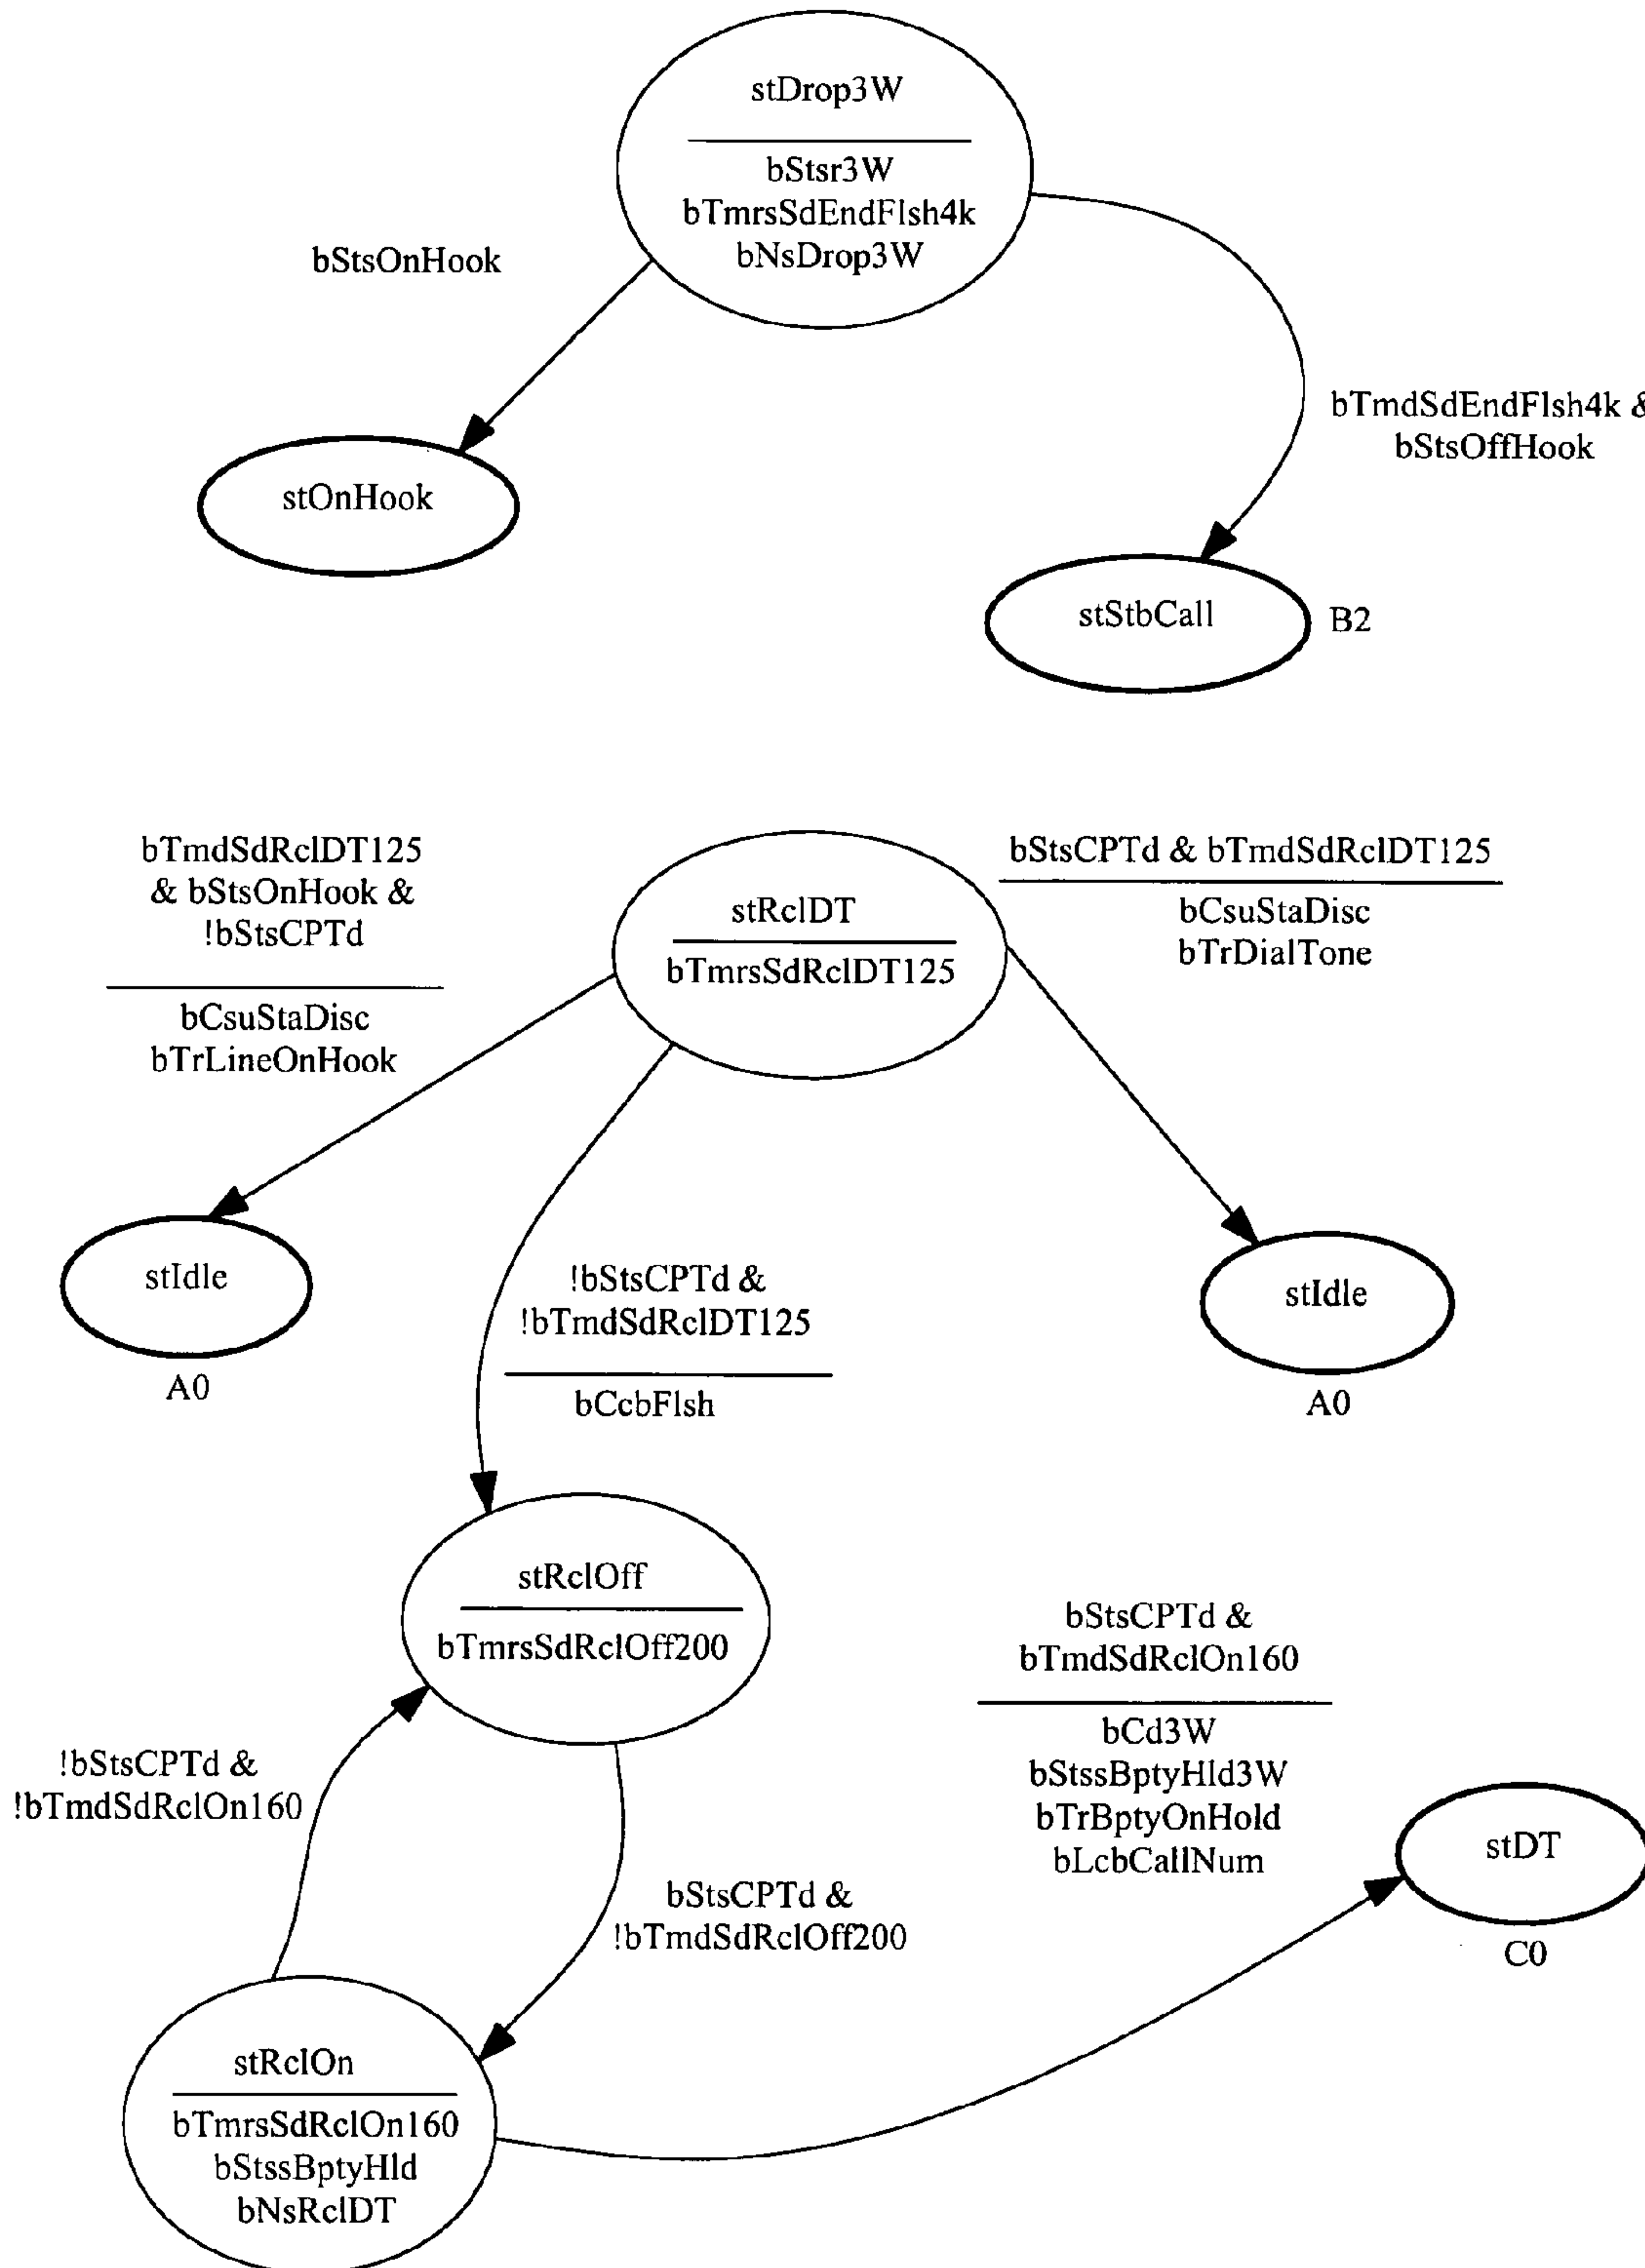 stDrop3W
bStsr3W
bTmrsSdEndFlsh4k
bNsDrop3W
bStsOnHook
bTmdSdEndFlsh4k &
bStsOffHook
stOnHook
stStbCall
B2
bTmdSdRclDT125
& bStsOnHook &
!bStsCPTd
bCsuStaDisc
bTrLineOnHook
stRclDT
bTmrsSdRclDT125
bStsCPTd & bTmdSdRclDT125
bCsuStaDisc
bTrDialTone
stIdle
A0
!bStsCPTd &
!bTmdSdRclDT125
bCcbFlsh
stIdle
A0
stRclOff
bTmrsSdRclOff200
bStsCPTd &
bTmdSdRclOn160
bCd3W
bStssBptyHld3W
bTrBptyOnHold
bLcbCallNum
!bStsCPTd &
!bTmdSdRclOn160
bStsCPTd &
!bTmdSdRclOff200
stDT
C0
stRclOn
bTmrsSdRclOn160
bStssBptyHld
bNsRclDT